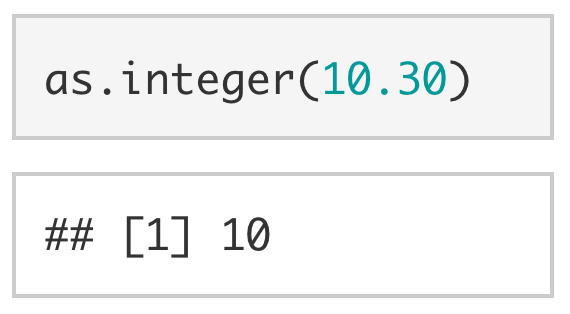 as.integer(10.30)
## [1] 10